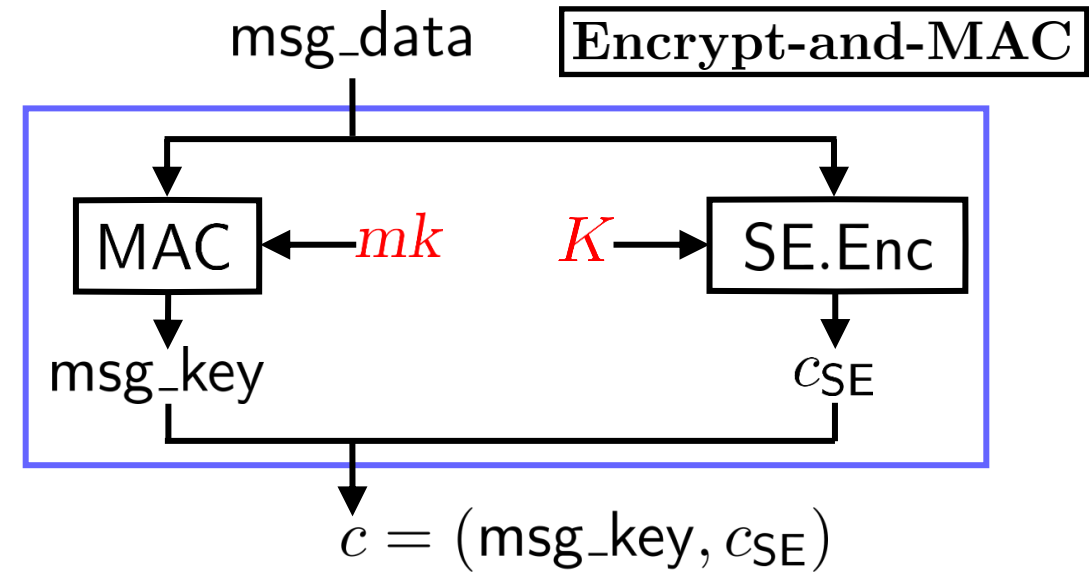 msg_data
Encrypt-and-MAC
MAC
mk
K
SE.Enc
msg_key
c_SE
c = (msg_key, c_SE)